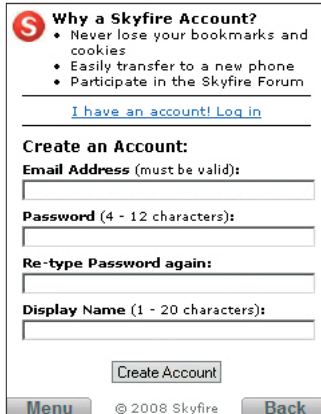 S
Why a Skyfire Account?
• Never lose your bookmarks and
cookies
• Easily transfer to a new phone
• Participate in the Skyfire Forum
I have an account! Log in
Create an Account:
Email Address (must be valid):
Password (4 - 12 characters):
Re-type Password again:
Display Name (1 - 20 characters):
Create Account
Menu © 2008 Skyfire Back